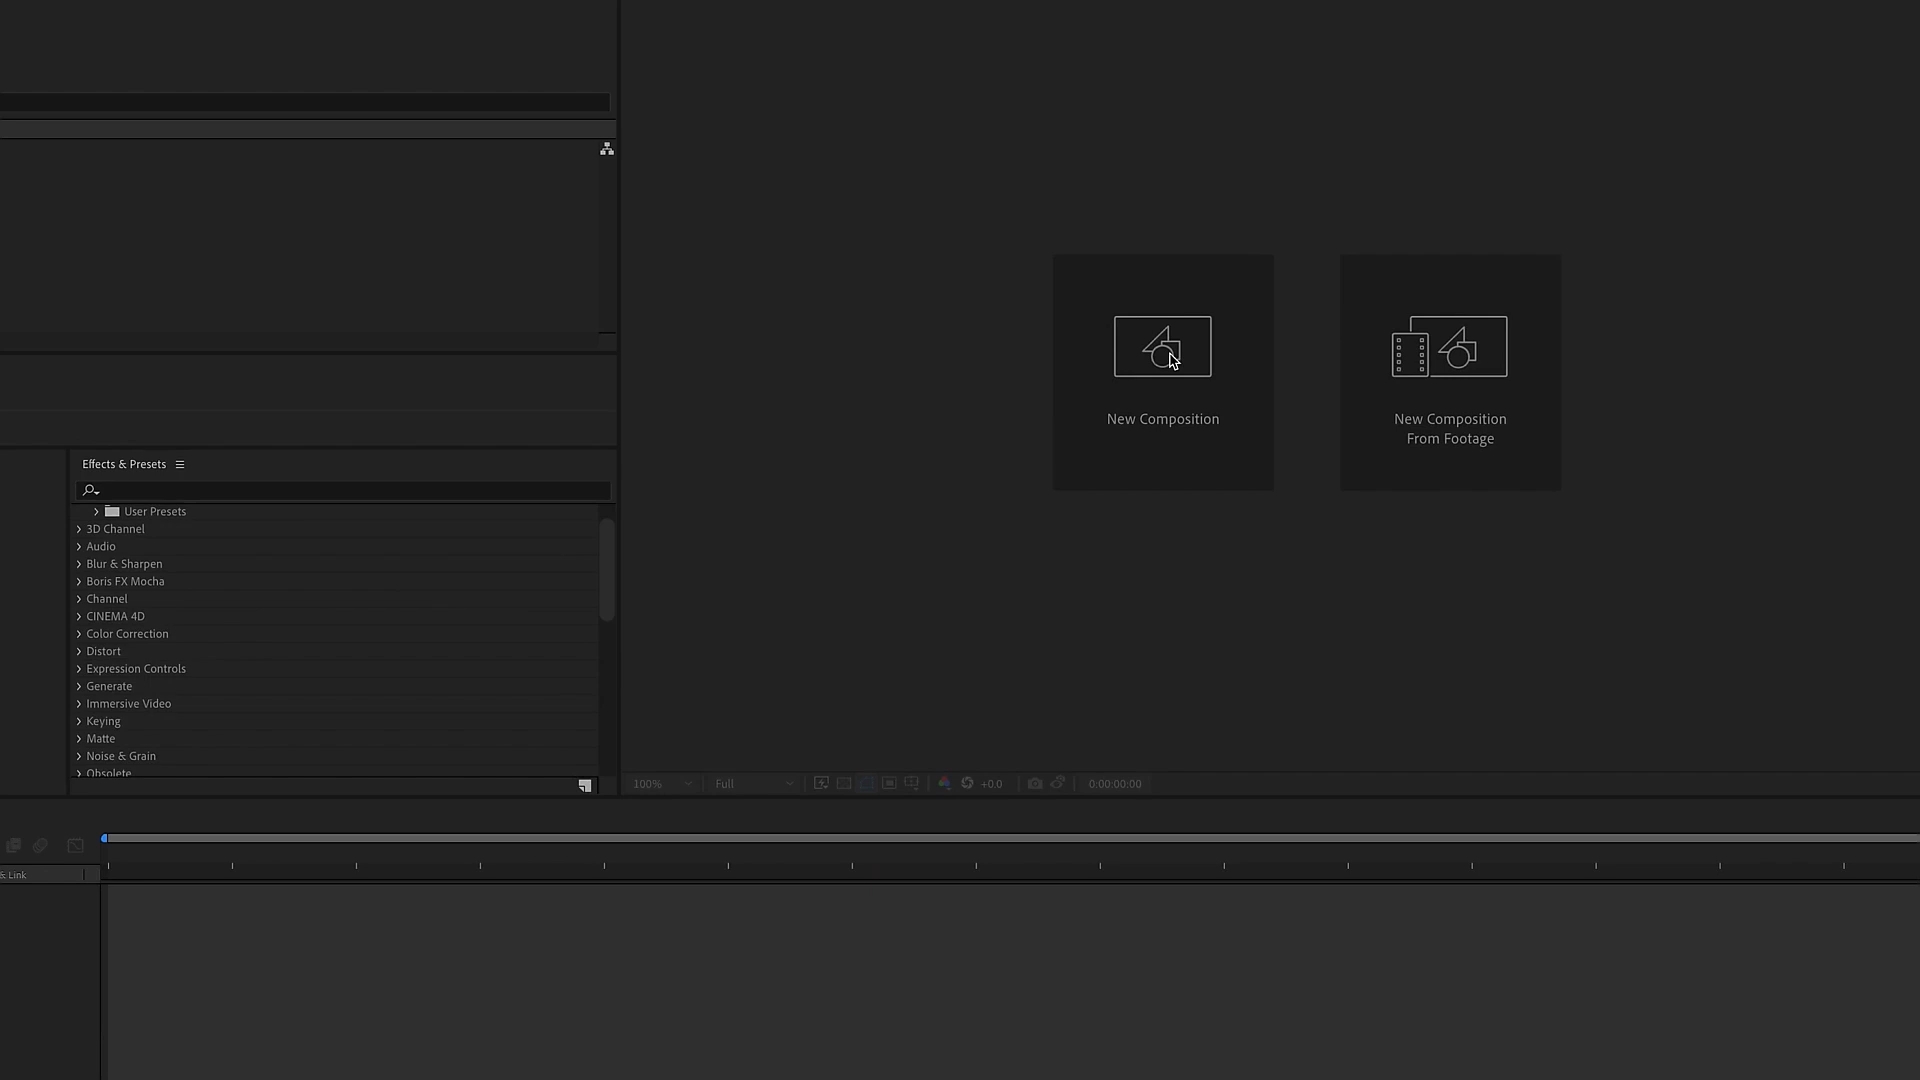 New Composition
New Composition
From Footage
Effects & Presets
User Presets
3D Channel
Audio
Blur & Sharpen
Boris FX Mocha
Channel
CINEMA 4D
Color Correction
Distort
Expression Controls
Generate
Immersive Video
Keying
Matte
Noise & Grain
Obsolete
100%
Full
+0.0
0:00:00:00
& Link